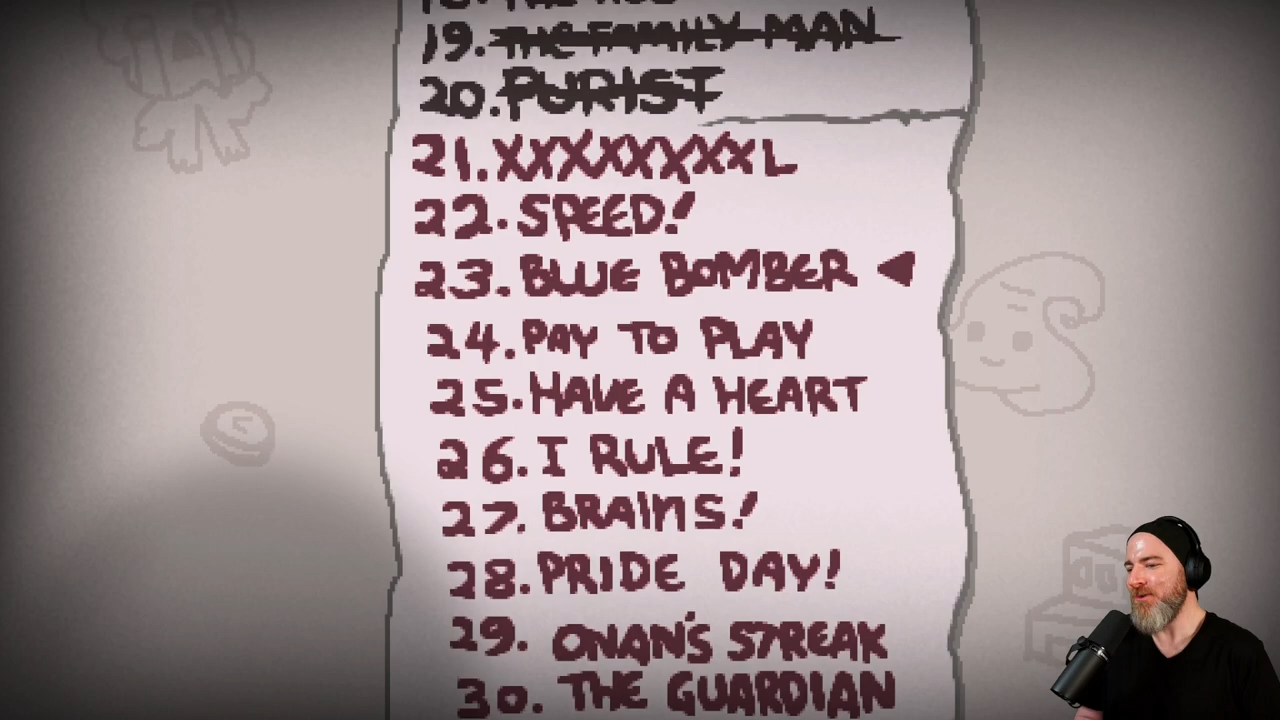 19. THE FAMILY MAN
20. PURIST
21. XXXXXXXXL
22. SPEED!
23. BLUE BOMBER
24. PAY TO PLAY
25. HAVE A HEART
26. I RULE!
27. BRAINS!
28. PRIDE DAY!
29. ONAN'S STREAK
30. THE GUARDIAN